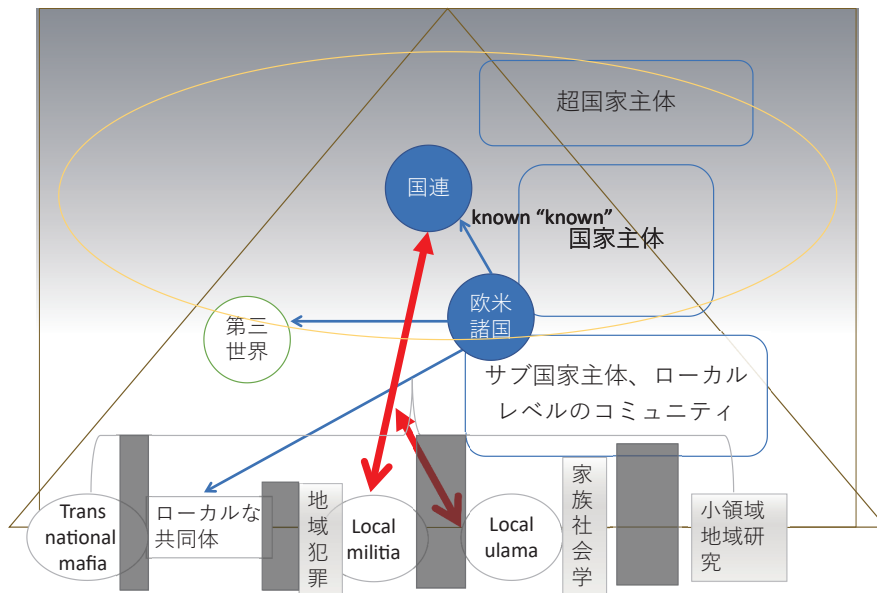 超国家主体
国連
known “known”
国家主体
欧米
諸国
第三
世界
サブ国家主体、ローカル
レベルのコミュニティ
Trans
national
mafia
ローカルな
共同体
地域犯罪
Local
militia
Local
ulama
家族社会学
小領域
地域研
究